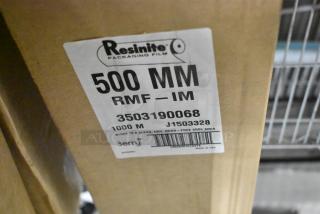 Resinite
PACKAGING FILM
500 MM
RMF-IM
3503190068
1000 M J1503328
Berry